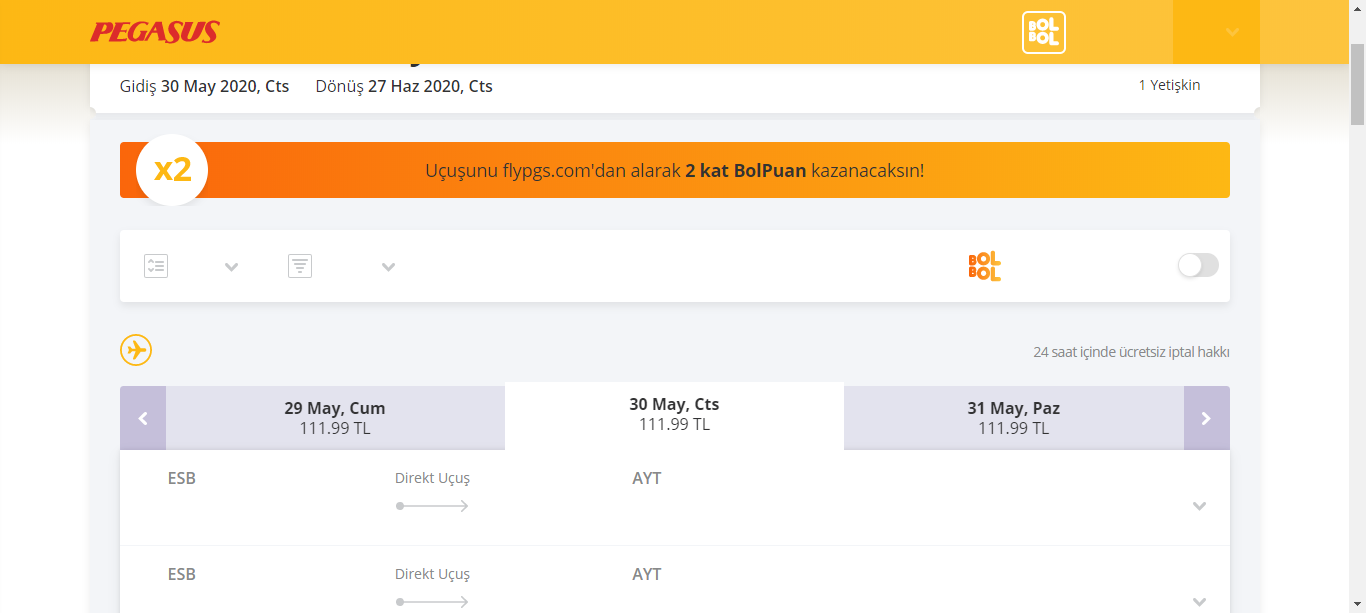 PEGASUS
BOL
BOL
Gidiş 30 May 2020, Cts
Dönüş 27 Haz 2020, Cts
1 Yetişkin
x2
Uçuşunu flypgs.com'dan alarak 2 kat BolPuan kazanacaksın!
BOL
BOL
24 saat içinde ücretsiz iptal hakkı
29 May, Cum
111.99 TL
30 May, Cts
111.99 TL
31 May, Paz
111.99 TL
ESB
Direkt Uçuş
AYT
ESB
Direkt Uçuş
AYT